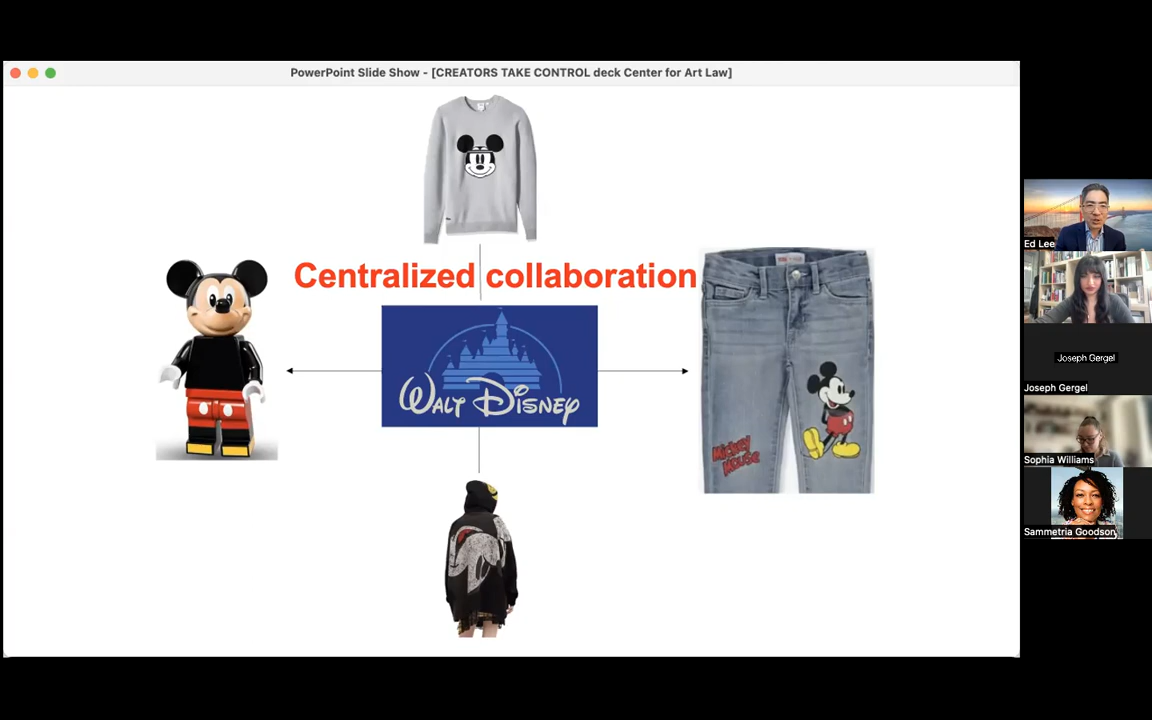 PowerPoint Slide Show - [CREATORS TAKE CONTROL deck Center for Art Law]
Centralized collaboration
WALT DISNEY
Mickey
Mouse
Ed Lee
Joseph Gergel
Joseph Gergel
Sophia Williams
Sammetria Goodson